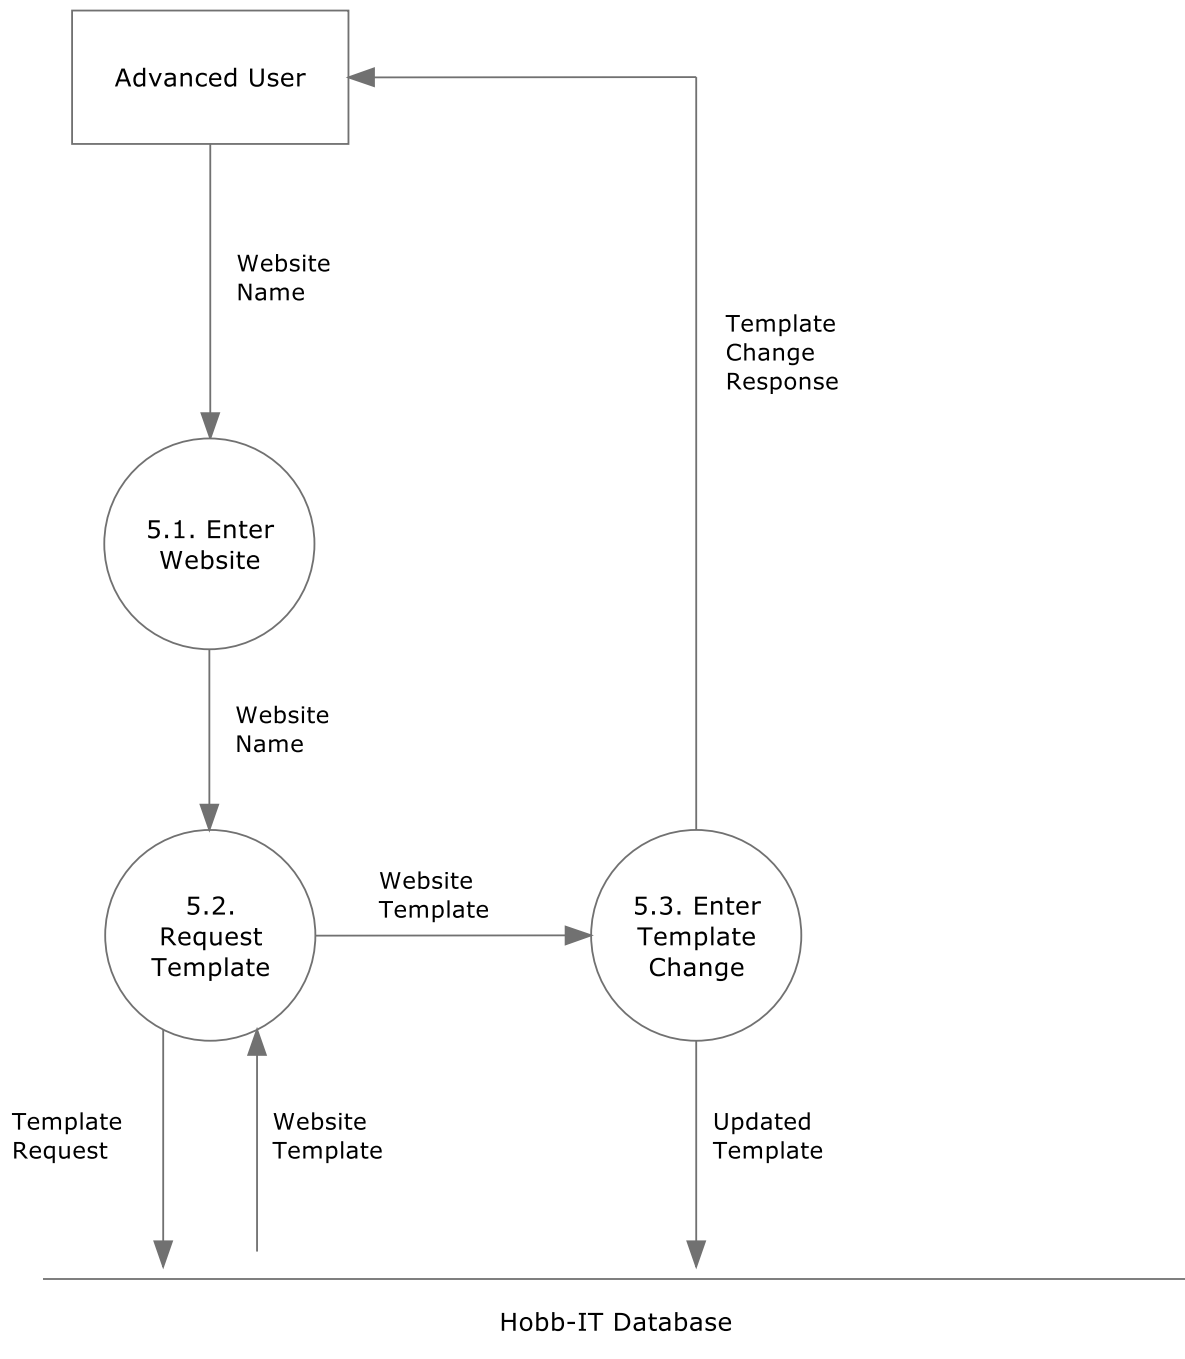 Advanced User
Website
Name
Template
Change
Response
5.1. Enter
Website
Website
Name
Website
Template
5.2.
Request
Template
5.3. Enter
Template
Change
Template
Request
Website
Template
Updated
Template
Hobb-IT Database